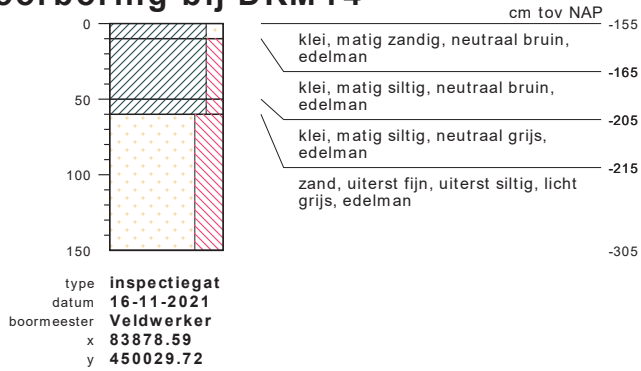 cm tov NAP
0
-155
klei, matig zandig, neutraal bruin,
edelman
-165
klei, matig siltig, neutraal bruin,
edelman
50
-205
klei, matig siltig, neutraal grijs,
edelman
-215
100
zand, uiterst fijn, uiterst siltig, licht
grijs, edelman
150
-305
type inspectiegat
datum 16-11-2021
boormeester Veldwerker
x 83878.59
y 450029.72